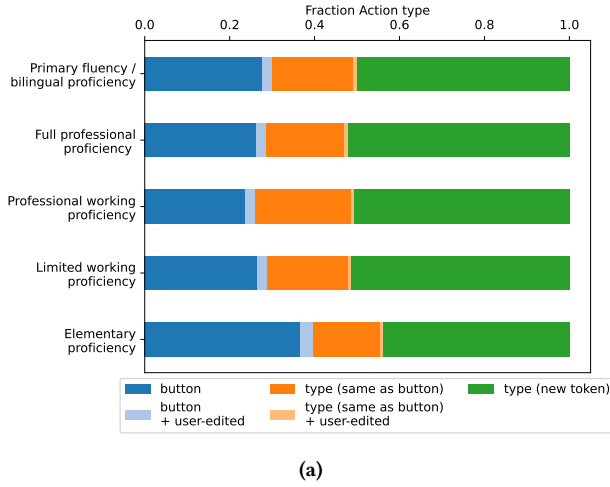 Fraction Action type
0.0 0.2 0.4 0.6 0.8 1.0
Primary fluency /
bilingual proficiency
Full professional
proficiency
Professional working
proficiency
Limited working
proficiency
Elementary
proficiency
button
type (same as button)
type (new token)
button
+ user-edited
type (same as button)
+ user-edited
(a)